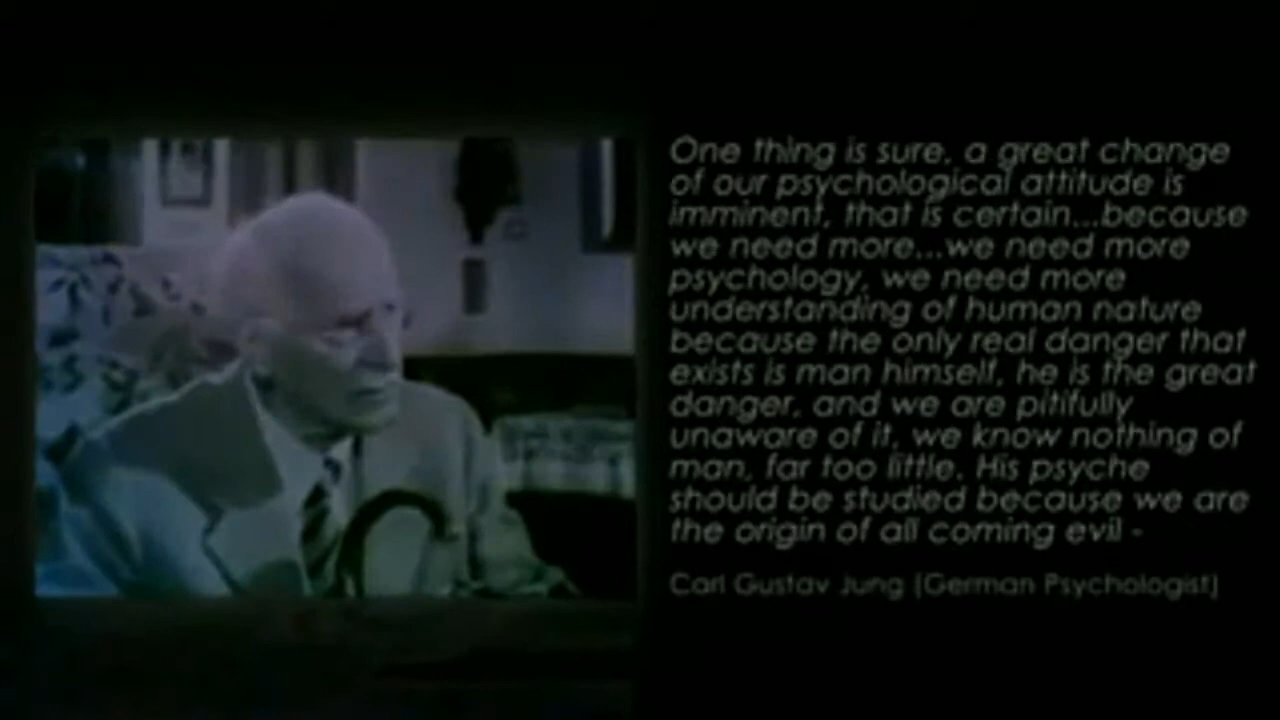 One thing is sure, a great change
of our psychological attitude is
imminent, that is certain...because
we need more...we need more
psychology, we need more
understanding of human nature
because the only real danger that
exists is man himself, he is the great
danger, and we are pitifully
unaware of it, we know nothing of
man, far too little. His psyche
should be studied because we are
the origin of all coming evil -
Carl Gustav Jung (German Psychologist)